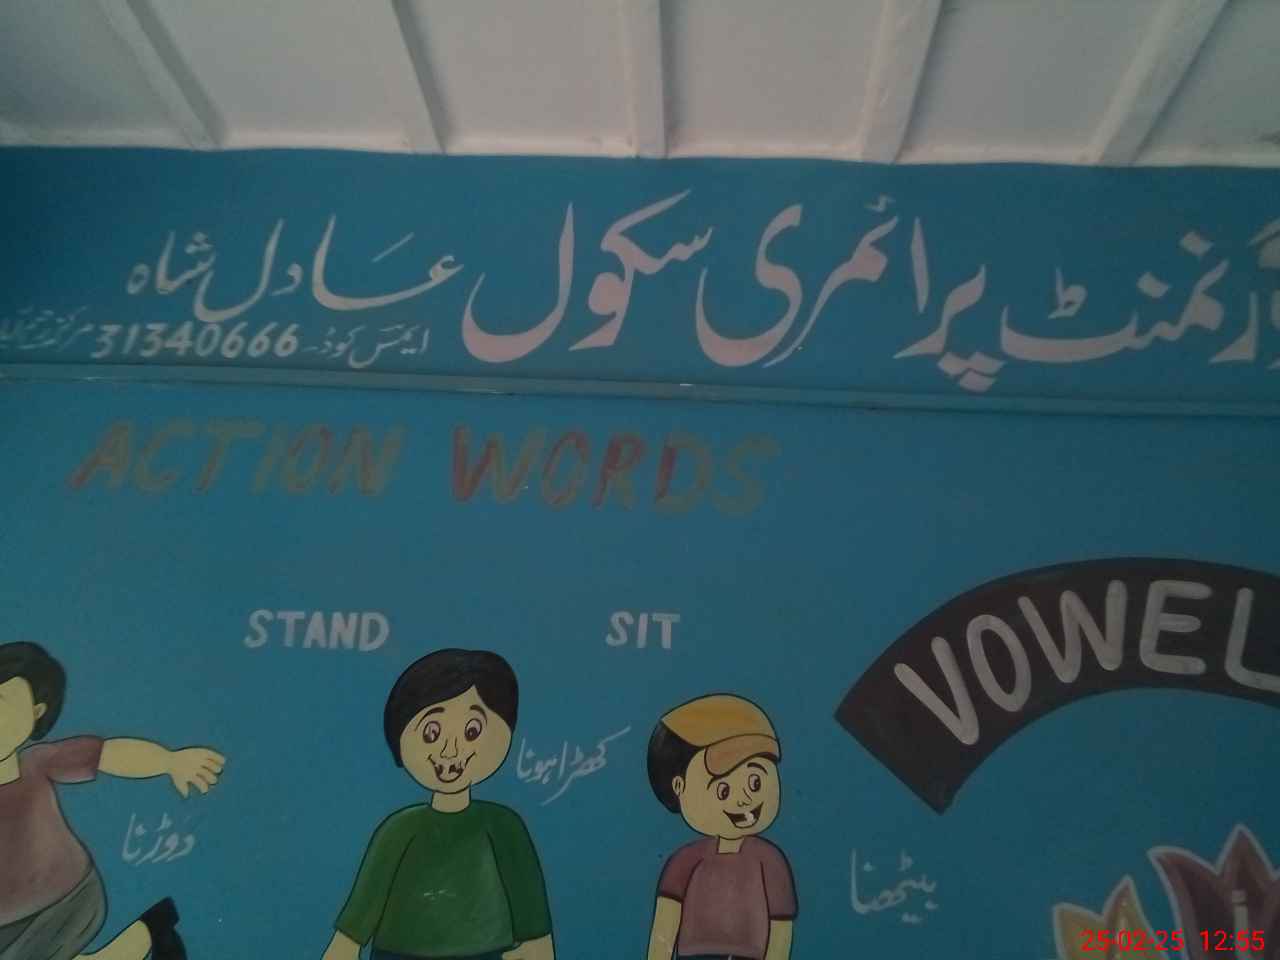 گورنمنٹ پرائمری سکول عادل شاہ
ایمس کوڈ۔ 31340666 مرکز
ACTION WORDS
STAND
SIT
VOWEL
کھڑا ہونا
دوڑنا
بیٹھنا
25-02-25 12:55